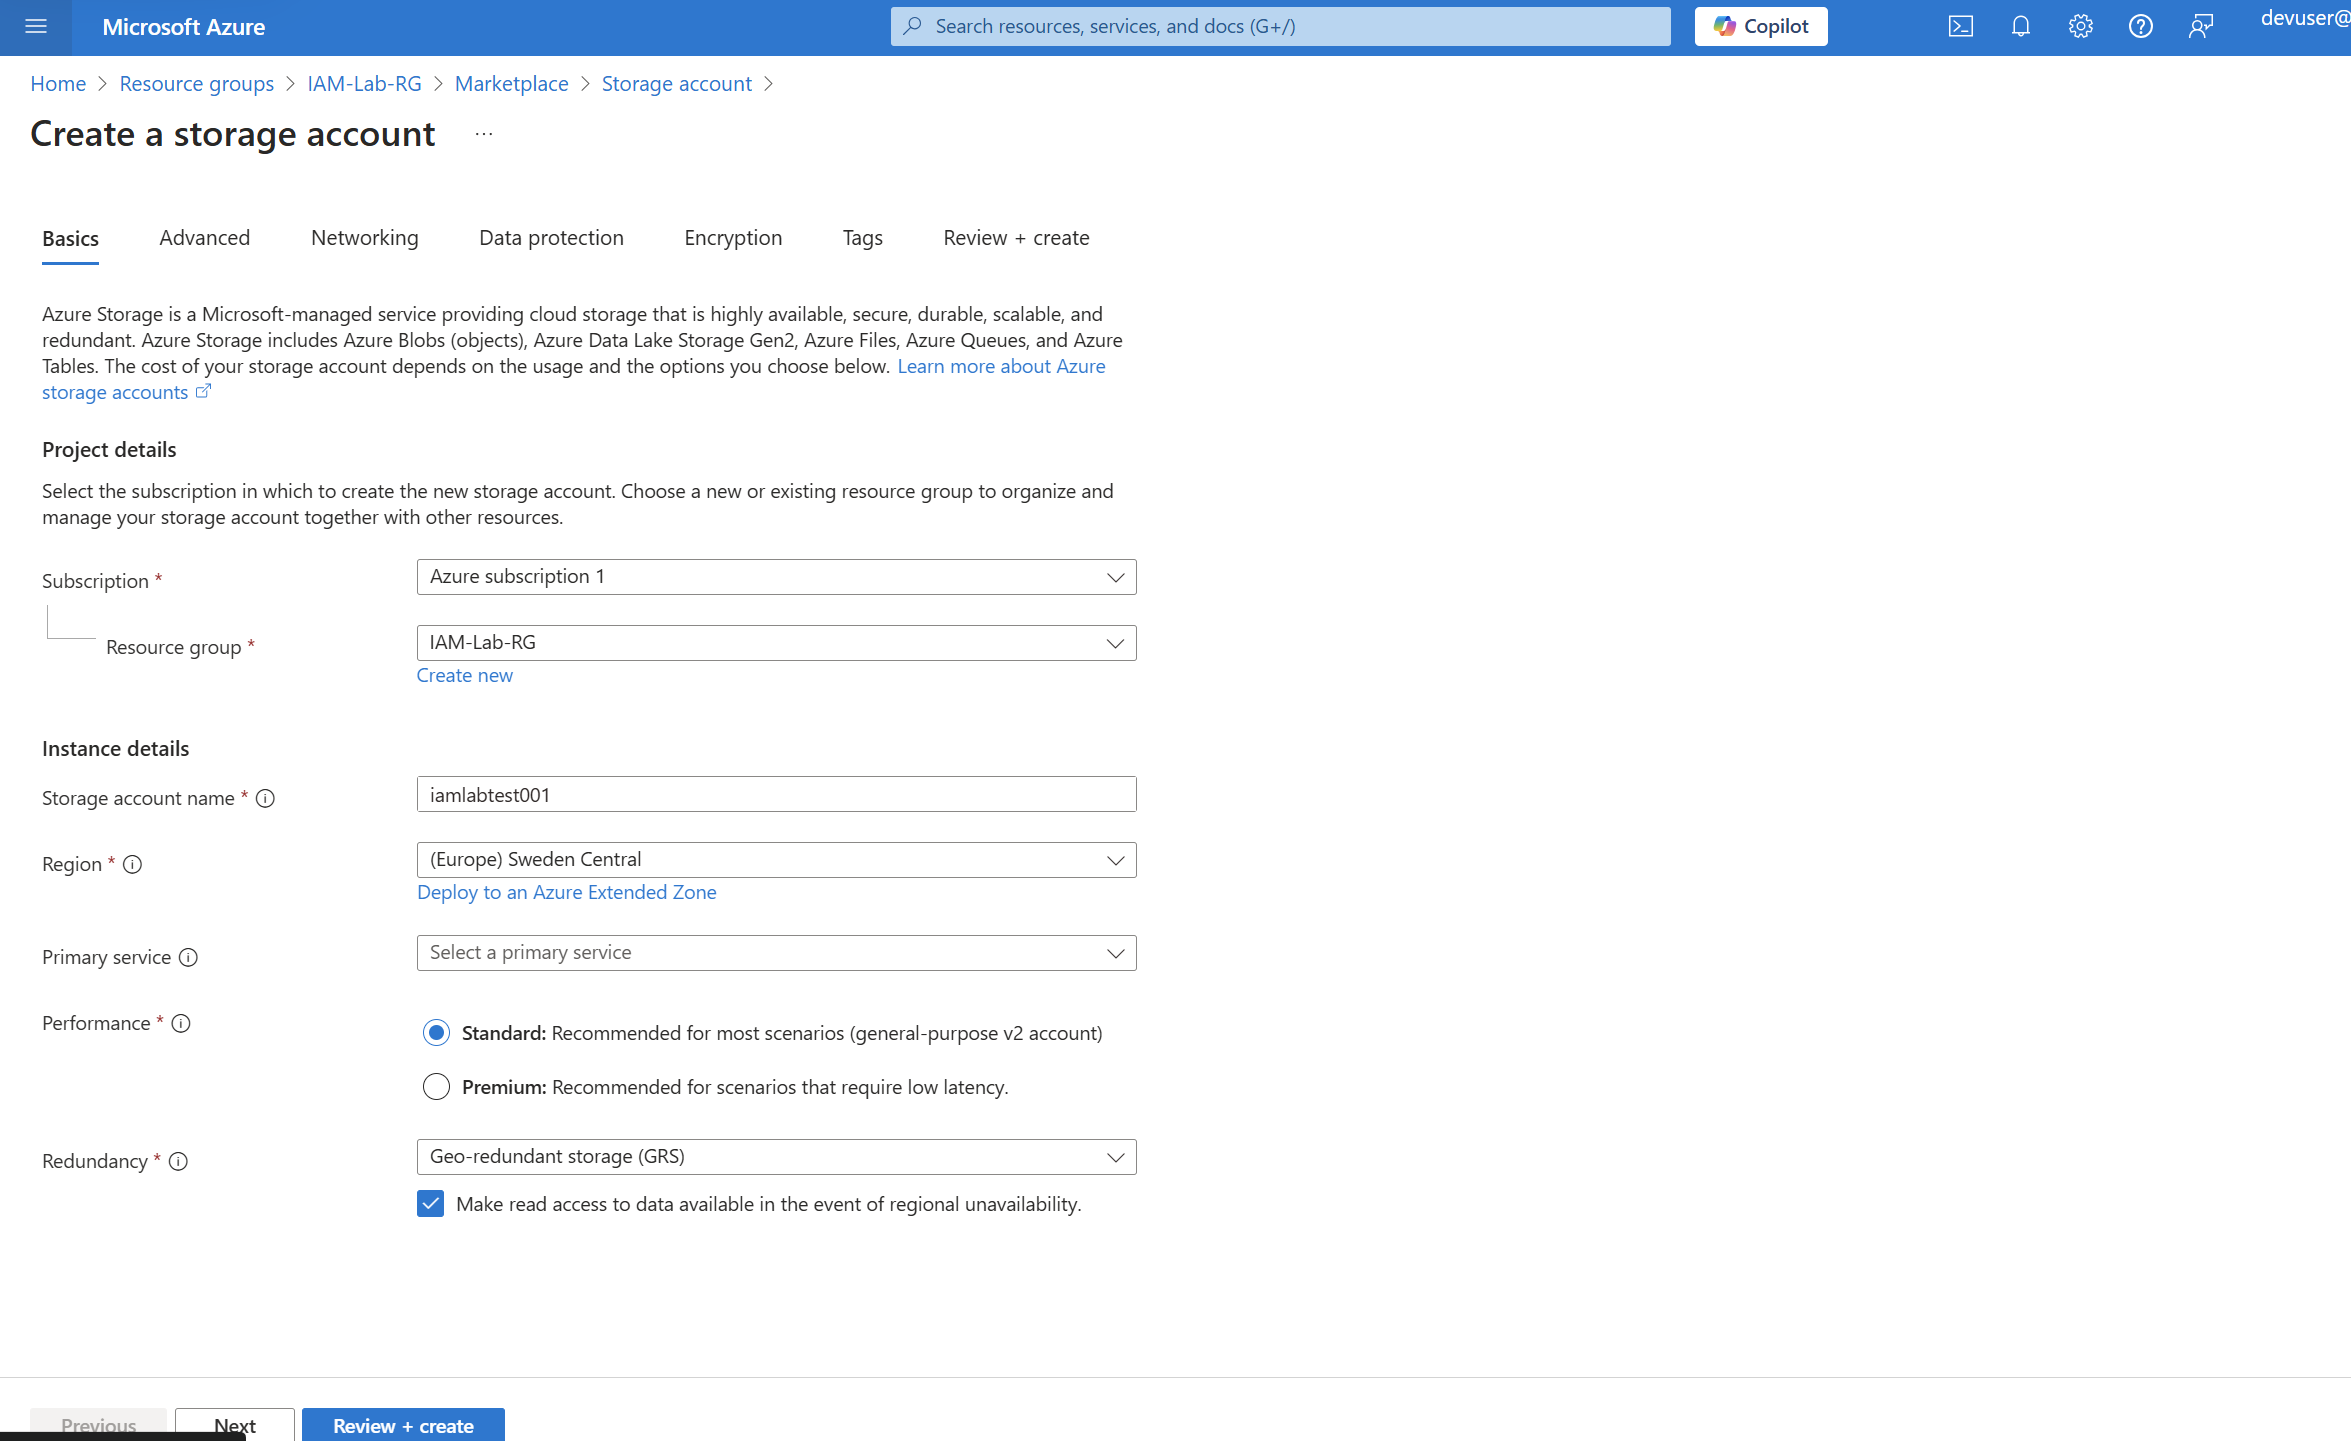 Microsoft Azure
Search resources, services, and docs (G+/)
Copilot
devuser@
Home > Resource groups > IAM-Lab-RG > Marketplace > Storage account >
Create a storage account ...
Basics Advanced Networking Data protection Encryption Tags Review + create
Azure Storage is a Microsoft-managed service providing cloud storage that is highly available, secure, durable, scalable, and
redundant. Azure Storage includes Azure Blobs (objects), Azure Data Lake Storage Gen2, Azure Files, Azure Queues, and Azure
Tables. The cost of your storage account depends on the usage and the options you choose below. Learn more about Azure
storage accounts
Project details
Select the subscription in which to create the new storage account. Choose a new or existing resource group to organize and
manage your storage account together with other resources.
Subscription * Azure subscription 1
Resource group * IAM-Lab-RG
Create new
Instance details
Storage account name * iamlabtest001
Region * (Europe) Sweden Central
Deploy to an Azure Extended Zone
Primary service Select a primary service
Performance * Standard: Recommended for most scenarios (general-purpose v2 account)
Premium: Recommended for scenarios that require low latency.
Redundancy * Geo-redundant storage (GRS)
Make read access to data available in the event of regional unavailability.
Previous Next Review + create